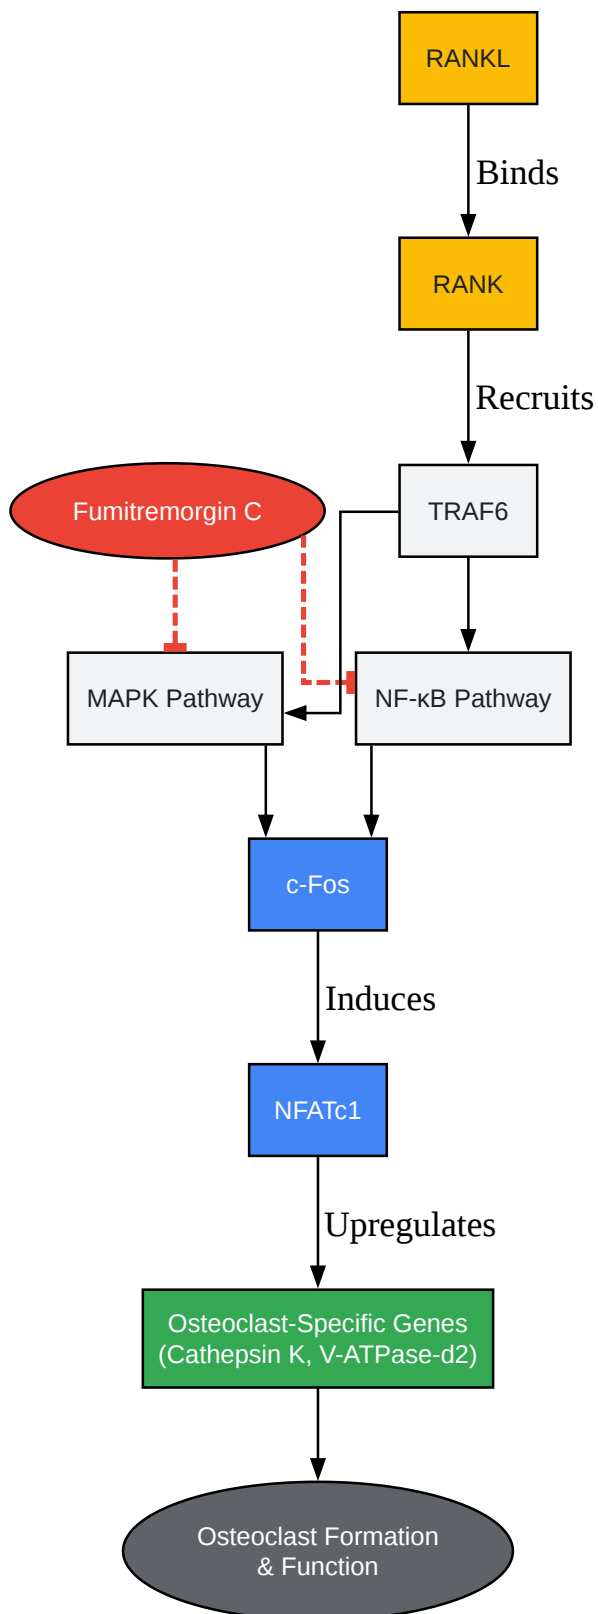 RANKL
Binds
RANK
Recruits
Fumitremorgin C
TRAF6
MAPK Pathway
NF-κB Pathway
c-Fos
Induces
NFATc1
Upregulates
Osteoclast-Specific Genes
(Cathepsin K, V-ATPase-d2)
Osteoclast Formation
& Function